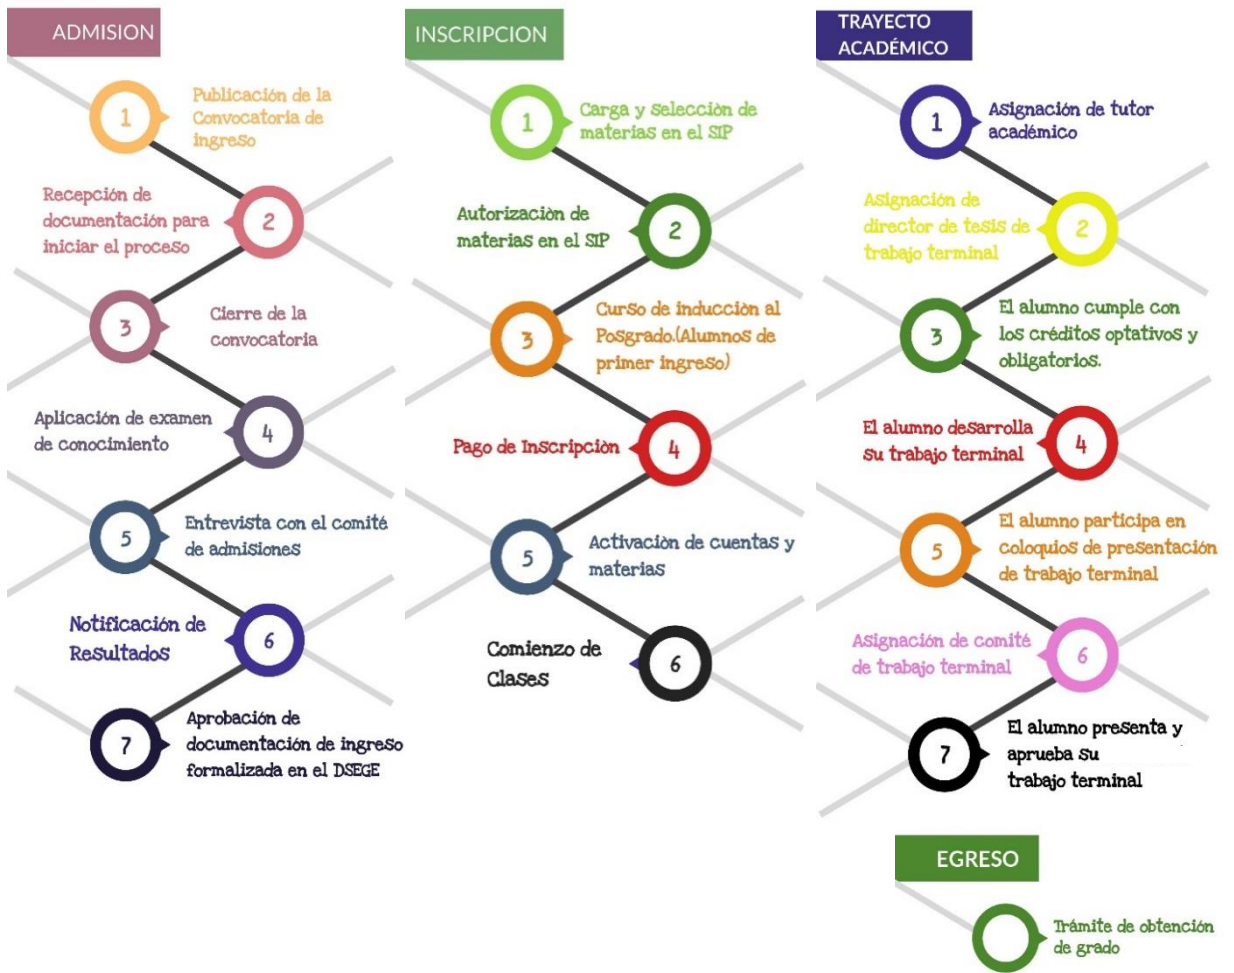 ADMISION
1
Publicación de la
Convocatoria de
ingreso
Recepción de
documentación para
iniciar el proceso
2
3
Cierre de la
convocatoria
Aplicación de examen
de conocimiento
4
5
Entrevista con el comité
de admisiones
Notificación de
Resultados
6
7
Aprobación de
documentación de ingreso
formalizada en el DSEGE
INSCRIPCION
1
Carga y selecciòn de
materias en el SIP
Autorizaciòn de
materias en el SIP
2
3
Curso de inducciòn al
Posgrado.(Alumnos de
primer ingreso)
Pago de Inscripciòn
4
5
Activaciòn de cuentas y
materias
Comienzo de
Clases
6
TRAYECTO
ACADÉMICO
1
Asignación de tutor
académico
Asignación de
director de tesis de
trabajo terminal
2
3
El alumno cumple con
los créditos optativos y
obligatorios.
El alumno desarrolla
su trabajo terminal
4
5
El alumno participa en
coloquios de presentación
de trabajo terminal
Asignación de comité
de trabajo terminal
6
7
El alumno presenta y
aprueba su
trabajo terminal
EGRESO
Trámite de obtención
de grado